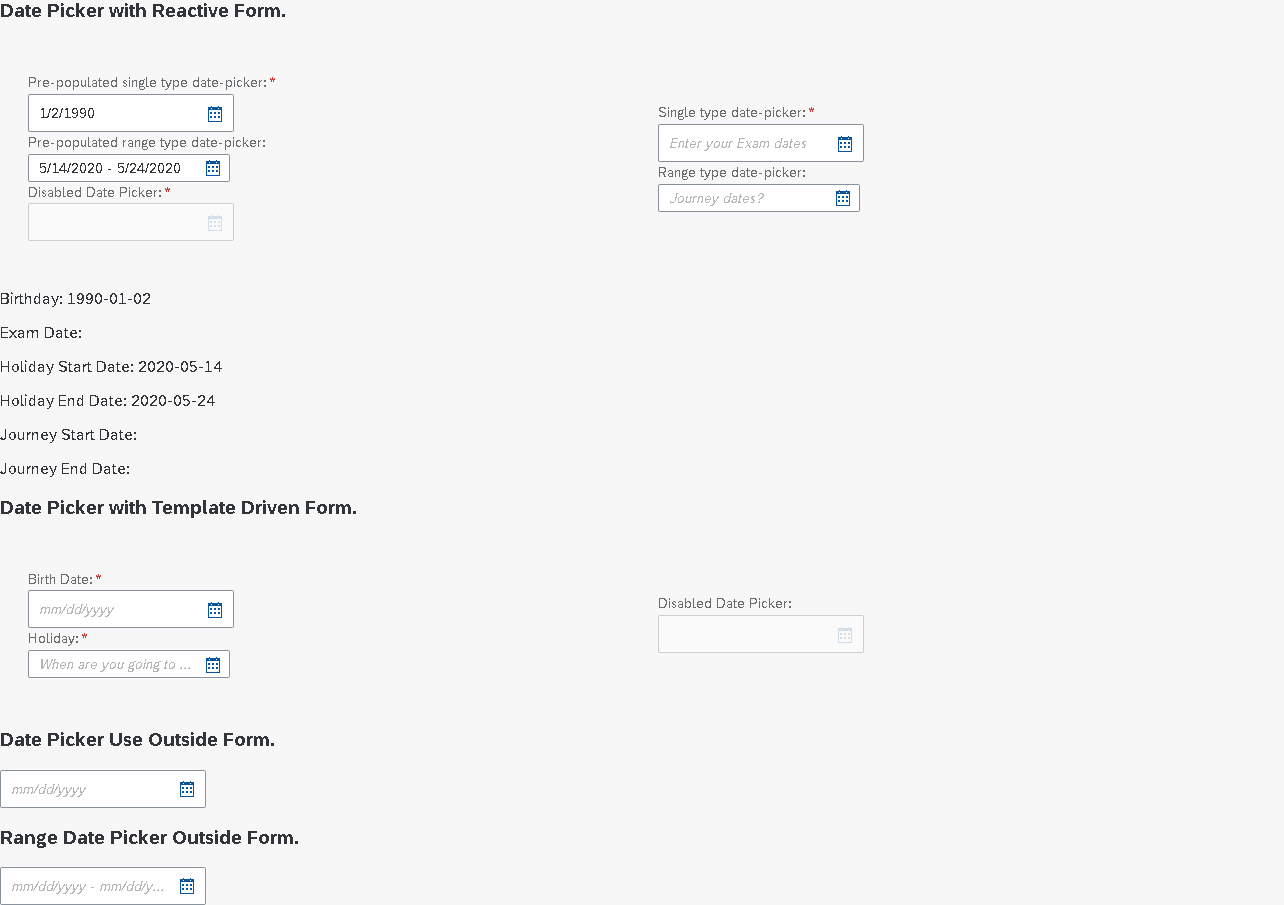 Date Picker with Reactive Form.
Pre-populated single type date-picker: *
1/2/1990
Pre-populated range type date-picker:
5/14/2020 - 5/24/2020
Disabled Date Picker: *
Single type date-picker: *
Enter your Exam dates
Range type date-picker:
Journey dates?
Birthday: 1990-01-02
Exam Date:
Holiday Start Date: 2020-05-14
Holiday End Date: 2020-05-24
Journey Start Date:
Journey End Date:
Date Picker with Template Driven Form.
Birth Date: *
mm/dd/yyyy
Holiday: *
When are you going to ...
Disabled Date Picker:
Date Picker Use Outside Form.
mm/dd/yyyy
Range Date Picker Outside Form.
mm/dd/yyyy - mm/dd/y...